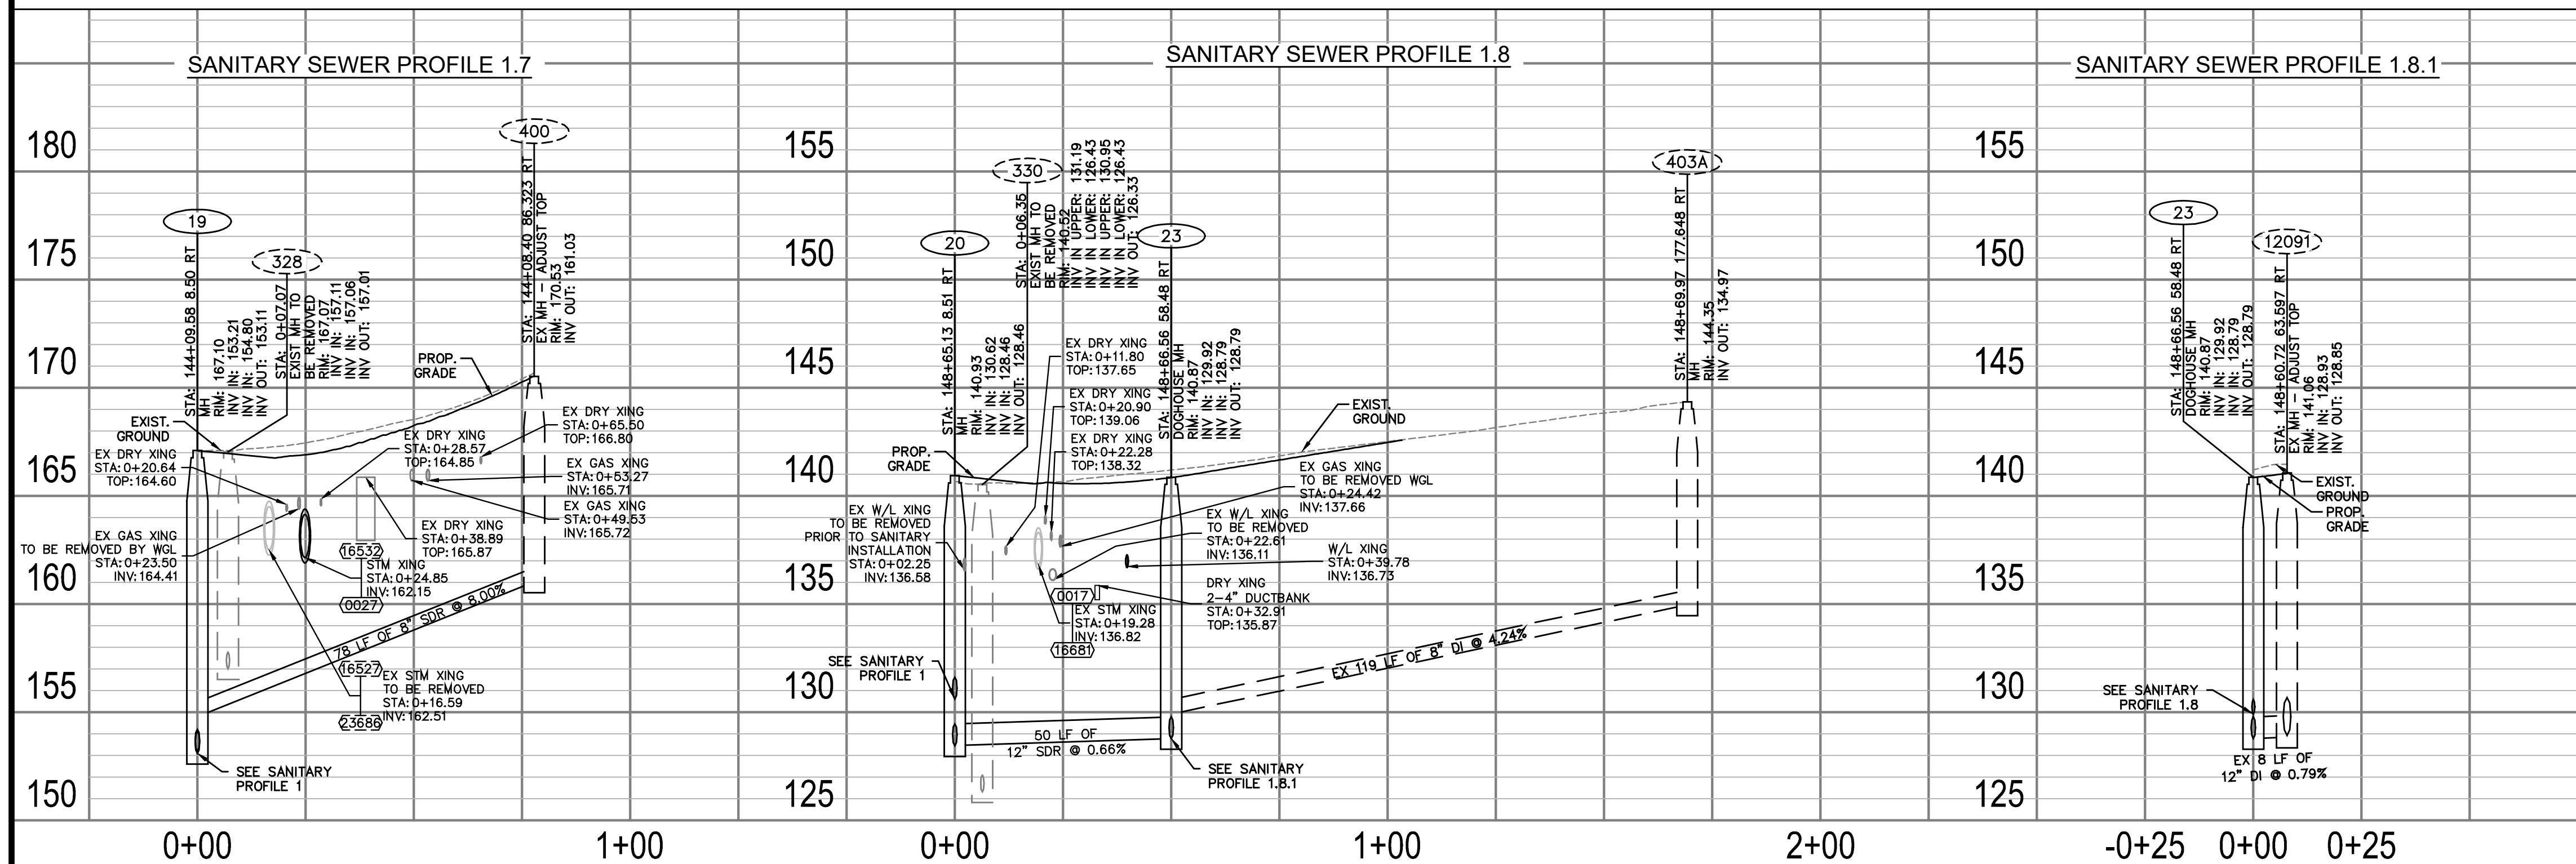 SANITARY SEWER PROFILE 1.7
180
175
170
165
160
155
150
19
STA: 144+09.58 8.50 RT
MH
RIM: 167.10
INV IN: 153.21
INV IN: 154.80
INV OUT: 153.11
328
STA: 0+07.07
EXIST MH TO
BE REMOVED
RIM: 167.07
INV IN: 157.11
INV IN: 157.06
INV OUT: 157.01
400
STA: 144+08.40 86.323 RT
EX MH - ADJUST TOP
RIM: 170.53
INV OUT: 161.03
PROP.
GRADE
EXIST.
GROUND
EX DRY XING
STA: 0+20.64
TOP: 164.60
EX GAS XING
TO BE REMOVED BY WGL
STA: 0+23.50
INV: 164.41
EX DRY XING
STA: 0+28.57
TOP: 164.85
EX DRY XING
STA: 0+65.50
TOP: 166.80
EX GAS XING
STA: 0+53.27
INV: 165.71
EX GAS XING
STA: 0+49.53
INV: 165.72
EX DRY XING
STA: 0+38.89
TOP: 165.87
16532
STM XING
STA: 0+24.85
INV: 162.15
0027
78 LF OF 8" SDR @ 8.00%
16527
EX STM XING
TO BE REMOVED
STA: 0+16.59
INV: 162.51
23686
SEE SANITARY
PROFILE 1
0+00
1+00
SANITARY SEWER PROFILE 1.8
155
150
145
140
135
130
125
20
STA: 148+65.13 8.51 RT
MH
RIM: 140.93
INV IN: 130.62
INV IN: 128.46
INV OUT: 128.46
330
STA: 0+06.35
EXIST MH TO
BE REMOVED
RIM: 140.52
INV IN UPPER: 131.19
INV IN LOWER: 126.43
INV IN UPPER: 130.95
INV IN LOWER: 126.43
INV OUT: 126.33
23
STA: 148+66.56 58.48 RT
DOGHOUSE MH
RIM: 140.87
INV IN: 129.92
INV IN: 128.79
INV OUT: 128.79
403A
STA: 148+69.97 177.648 RT
MH
RIM: 144.35
INV OUT: 134.97
EX DRY XING
STA: 0+11.80
TOP: 137.65
EX DRY XING
STA: 0+20.90
TOP: 139.06
EX DRY XING
STA: 0+22.28
TOP: 138.32
PROP.
GRADE
EXIST.
GROUND
EX GAS XING
TO BE REMOVED WGL
STA: 0+24.42
INV: 137.66
EX W/L XING
TO BE REMOVED
PRIOR TO SANITARY
INSTALLATION
STA: 0+02.25
INV: 136.58
EX W/L XING
TO BE REMOVED
STA: 0+22.61
INV: 136.11
W/L XING
STA: 0+39.78
INV: 136.73
DRY XING
2-4" DUCTBANK
STA: 0+32.91
TOP: 135.87
0017
EX STM XING
STA: 0+19.28
INV: 136.82
16681
SEE SANITARY
PROFILE 1
EX 119 LF OF 8" DI @ 4.24%
50 LF OF
12" SDR @ 0.66%
SEE SANITARY
PROFILE 1.8.1
0+00
1+00
2+00
SANITARY SEWER PROFILE 1.8.1
155
150
145
140
135
130
125
23
STA: 148+66.56 58.48 RT
DOGHOUSE MH
RIM: 140.87
INV IN: 129.92
INV IN: 128.79
INV OUT: 128.79
12091
STA: 148+60.72 63.597 RT
EX MH - ADJUST TOP
RIM: 141.06
INV IN: 128.93
INV OUT: 128.85
EXIST.
GROUND
PROP.
GRADE
SEE SANITARY
PROFILE 1.8
EX 8 LF OF
12" DI @ 0.79%
-0+25
0+00
0+25